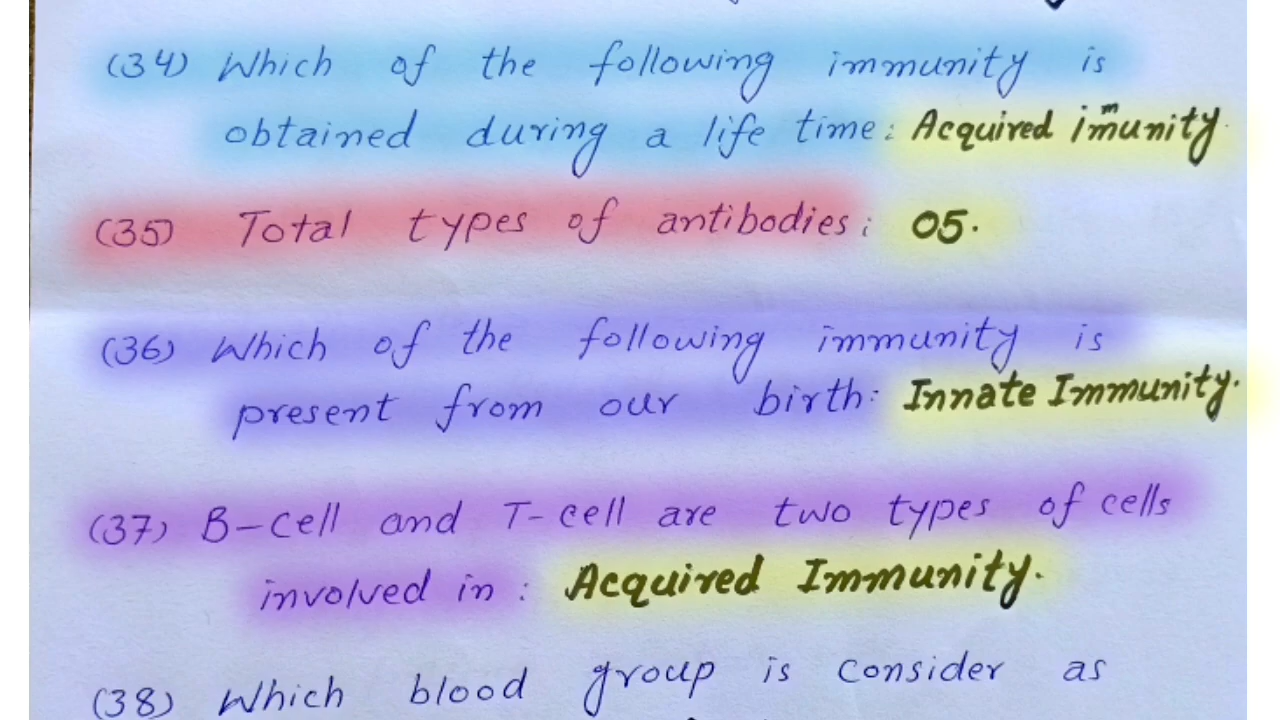 (34) Which of the following immunity is
obtained during a life time: Acquired immunity.
(35) Total types of antibodies: 05.
(36) Which of the following immunity is
present from our birth: Innate Immunity.
(37) B-cell and T-cell are two types of cells
involved in: Acquired Immunity.
(38) Which blood group is consider as